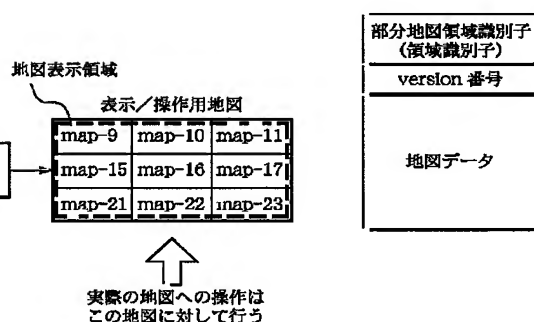 地図表示領域
表示／操作用地図
map-9 map-10 map-11
map-15 map-16 map-17
map-21 map-22 map-23
実際の地図への操作は
この地図に対して行う
部分地図領域識別子
（領域識別子）
version 番号
地図データ